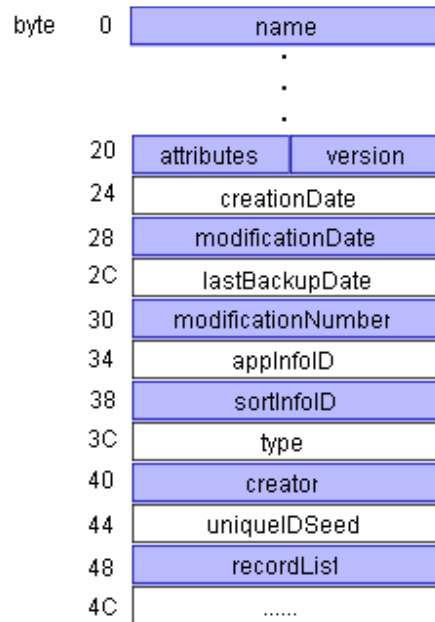 byte 0 name
.
.
.
20 attributes version
24 creationDate
28 modificationDate
2C lastBackupDate
30 modificationNumber
34 appInfoID
38 sortInfoID
3C type
40 creator
44 uniqueIDSeed
48 recordList
4C ......